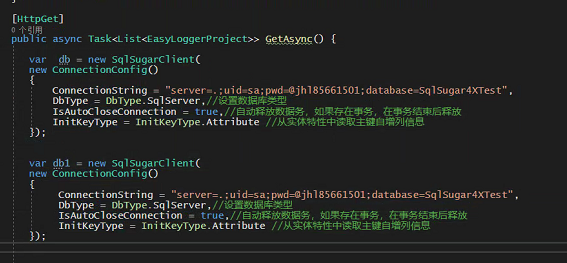 }
[HttpGet]
0 个引用
public async Task<List<EasyLoggerProject>> GetAsync() {
var db = new SqlSugarClient(
new ConnectionConfig()
{
ConnectionString = "server=.;uid=sa;pwd=@jhl85661501;database=SqlSugar4XTest",
DbType = DbType.SqlServer,//设置数据库类型
IsAutoCloseConnection = true,//自动释放数据务，如果存在事务，在事务结束后释放
InitKeyType = InitKeyType.Attribute //从实体特性中读取主键自增列信息
});
var db1 = new SqlSugarClient(
new ConnectionConfig()
{
ConnectionString = "server=.;uid=sa;pwd=@jhl85661501;database=SqlSugar4XTest",
DbType = DbType.SqlServer,//设置数据库类型
IsAutoCloseConnection = true,//自动释放数据务，如果存在事务，在事务结束后释放
InitKeyType = InitKeyType.Attribute //从实体特性中读取主键自增列信息
});